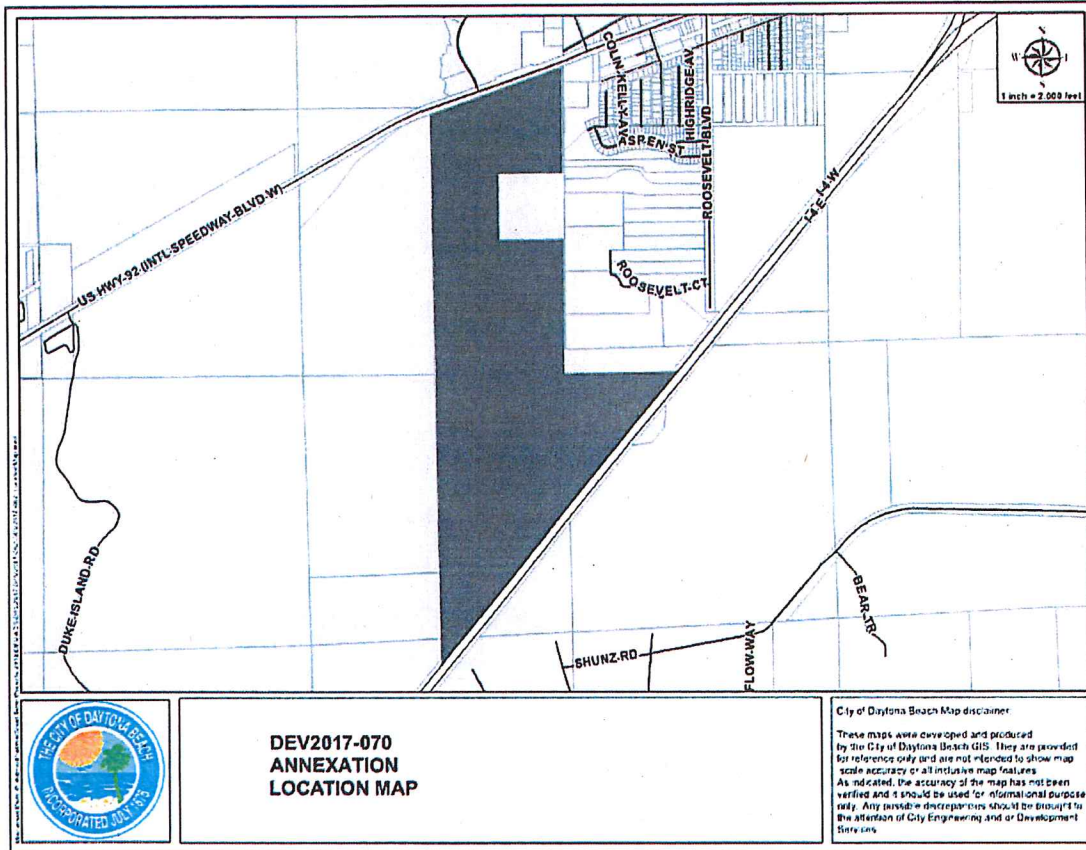 COLIN-KELLY-AV
HIGHRIDGE-AV
ASPEN-ST
ROOSEVELT-BLVD
W
1 inch = 2,000 feet
I-4-W
I-4-E
US HWY-92-(INTL-SPEEDWAY-BLVD-W)
ROOSEVELT-CT
DUKE-ISLAND-RD
SHUNZ-RD
FLOW-WAY
BEAR-TR
THE CITY OF DAYTONA BEACH
INCORPORATED JULY 1876
DEV2017-070
ANNEXATION
LOCATION MAP
City of Daytona Beach Map disclaimer:
These maps were developed and produced
by the City of Daytona Beach GIS. They are provided
for reference only and are not intended to show map
scale accuracy or all inclusive map features.
As indicated, the accuracy of the map has not been
verified and it should be used for informational purposes
only. Any possible discrepancies should be brought to
the attention of City Engineering and or Development
Services